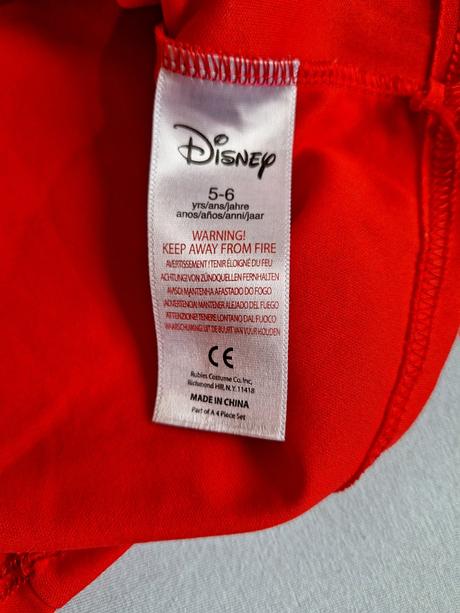 Disney
5-6
yrs/ans/jahre
anos/años/anni/jaar
WARNING!
KEEP AWAY FROM FIRE
AVERTISSEMENT! TENIR ÉLOIGNÉ DU FEU
ACHTUNG! VON ZÜNDQUELLEN FERNHALTEN
AVISO! MANTENHA AFASTADO DO FOGO
¡ADVERTENCIA! MANTENER ALEJADO DEL FUEGO
ATTENZIONE! TENERE LONTANO DAL FUOCO
WAARSCHUWING! UIT DE BUURT VAN VUUR HOUDEN
CE
Rubies Costume Co. Inc,
Richmond Hill, N.Y. 11418
MADE IN CHINA
Part of A 4 Piece Set